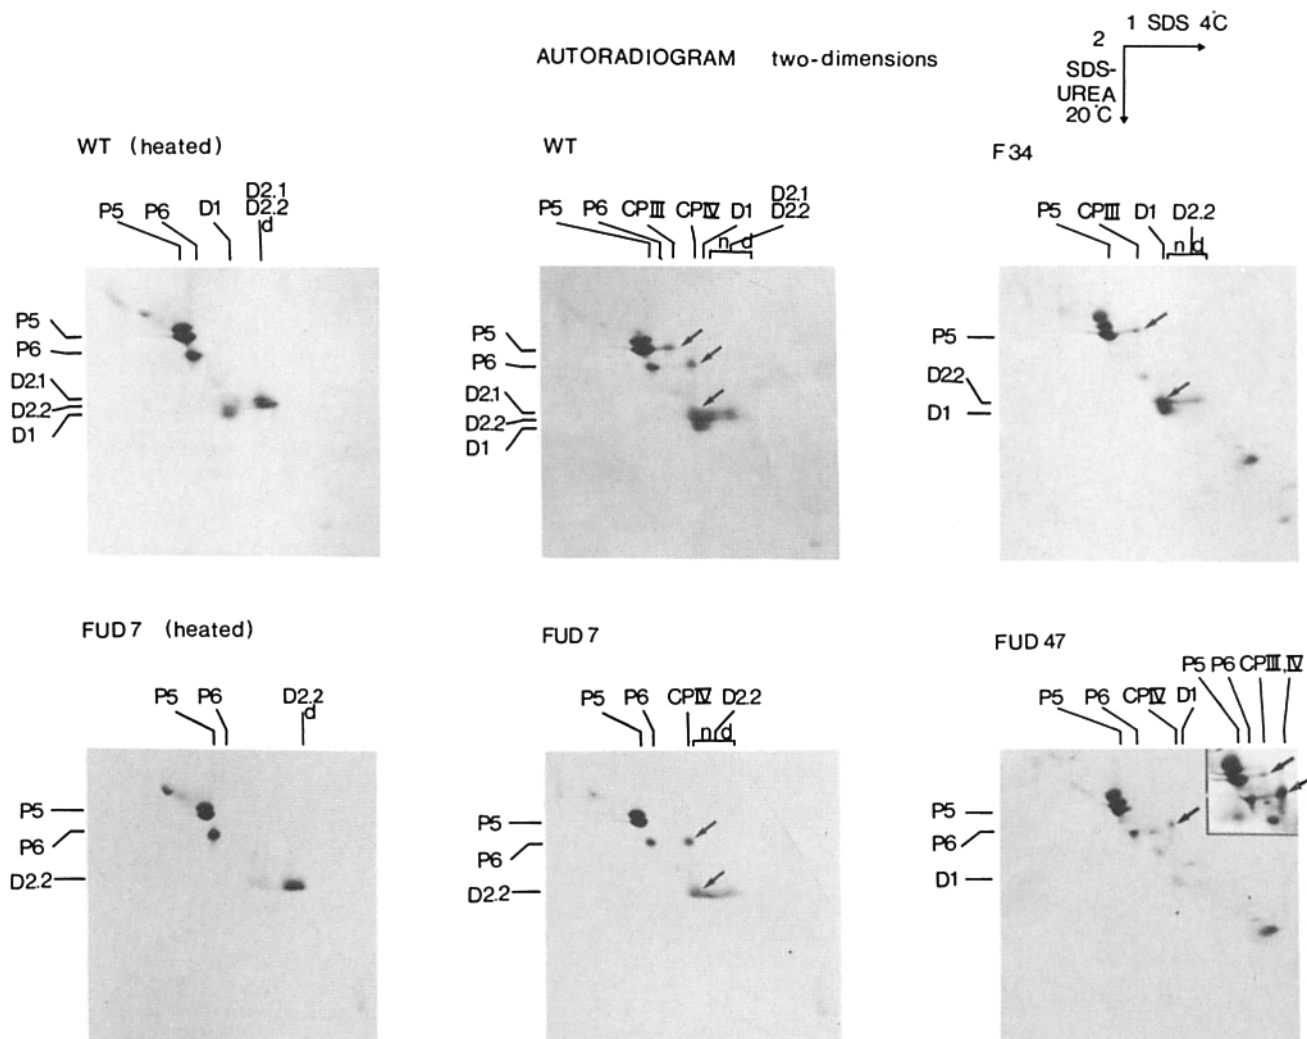 AUTORADIOGRAM two-dimensions
1 SDS 4°C
2
SDS-
UREA
20°C
WT (heated)
P5 P6 D1 D2.1
D2.2
d
P5
P6
D2.1
D2.2
D1
WT
P5 P6 CPIII CPIV D1 D2.1
D2.2
n d
P5
P6
D2.1
D2.2
D1
F34
P5 CPIII D1 D2.2
n d
P5
D2.2
D1
FUD7 (heated)
P5 P6 D2.2
d
P5
P6
D2.2
FUD7
P5 P6 CPIV D2.2
n d
P5
P6
D2.2
FUD 47
P5 P6 CPIV D1
P5 P6 CPIII,IV
P5
P6
D1